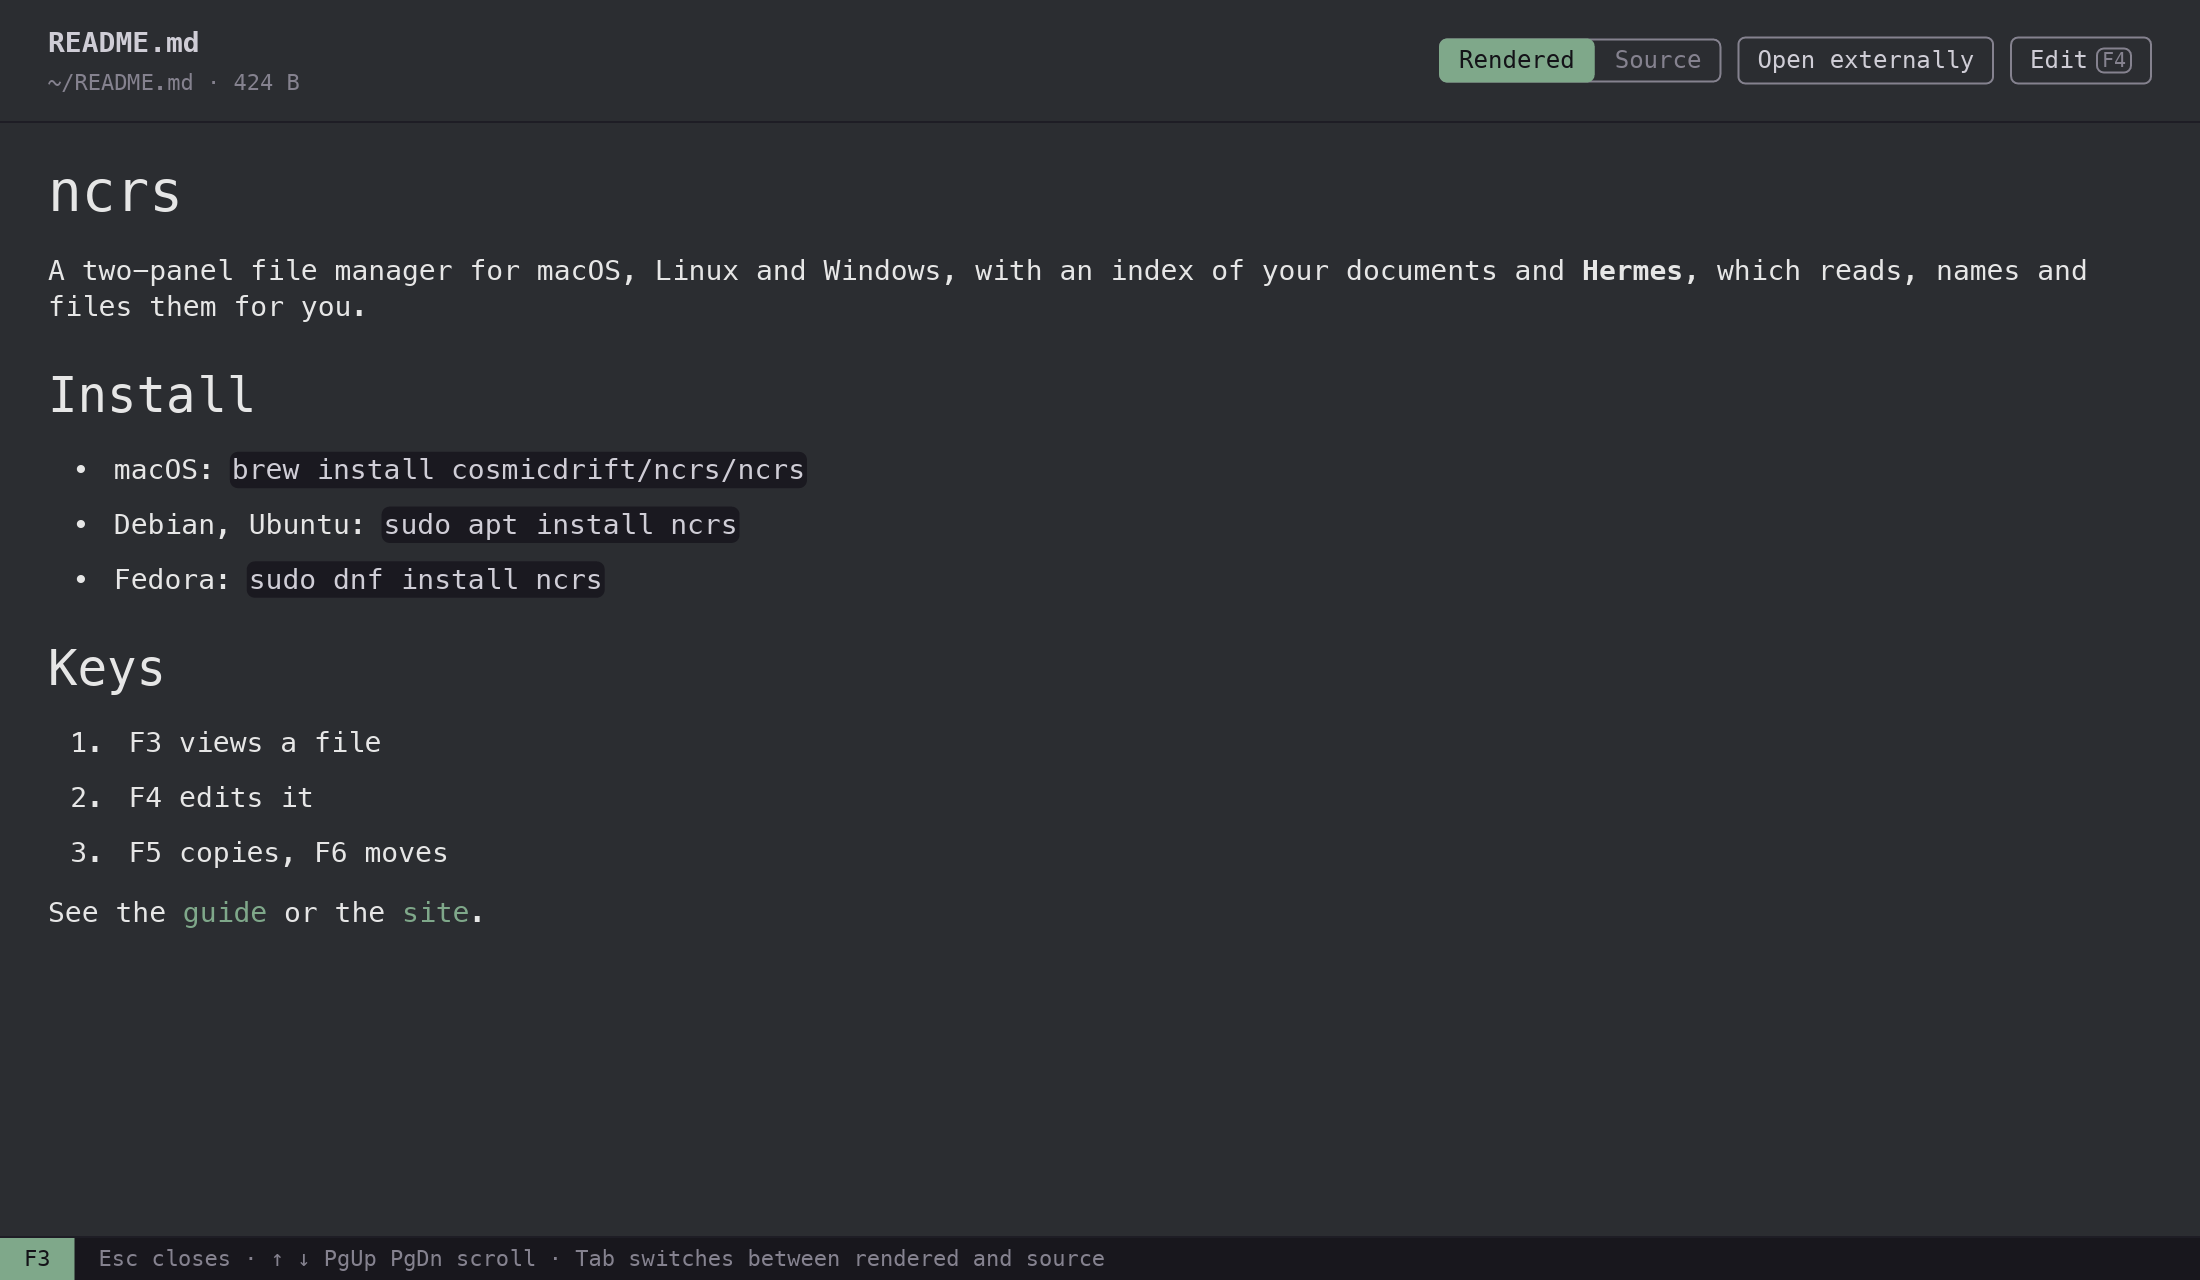 README.md
~/README.md · 424 B
Rendered Source Open externally Edit F4
ncrs
A two-panel file manager for macOS, Linux and Windows, with an index of your documents and Hermes, which reads, names and
files them for you.
Install
• macOS: brew install cosmicdrift/ncrs/ncrs
• Debian, Ubuntu: sudo apt install ncrs
• Fedora: sudo dnf install ncrs
Keys
1. F3 views a file
2. F4 edits it
3. F5 copies, F6 moves
See the guide or the site.
F3 Esc closes · ↑ ↓ PgUp PgDn scroll · Tab switches between rendered and source